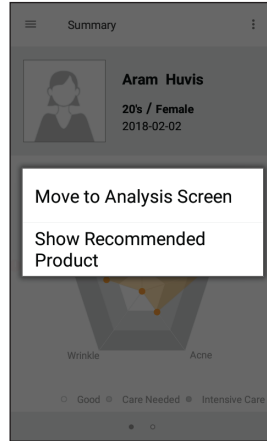 Summary
Aram Huvis
20's / Female
2018-02-02
Move to Analysis Screen
Show Recommended
Product
Wrinkle Acne
Good Care Needed Intensive Care